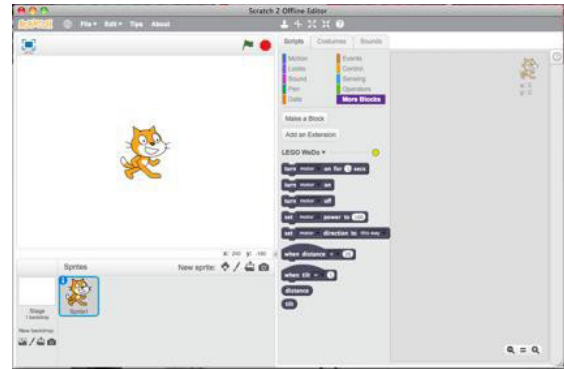 Scratch 2 Offline Editor
SCRATCH File Edit Tips About
Scripts Costumes Sounds
Motion Events
Looks Control
Sound Sensing
Pen Operators
Data More Blocks
Make a Block
Add an Extension
LEGO WeDo
turn motor on for 1 secs
turn motor on
turn motor off
set motor power to 100
set motor direction to this way
when distance < 20
when tilt = 1
distance
tilt
X: 240 y: -180
Sprites New sprite:
Stage
1 backdrop
Sprite1
New backdrop: